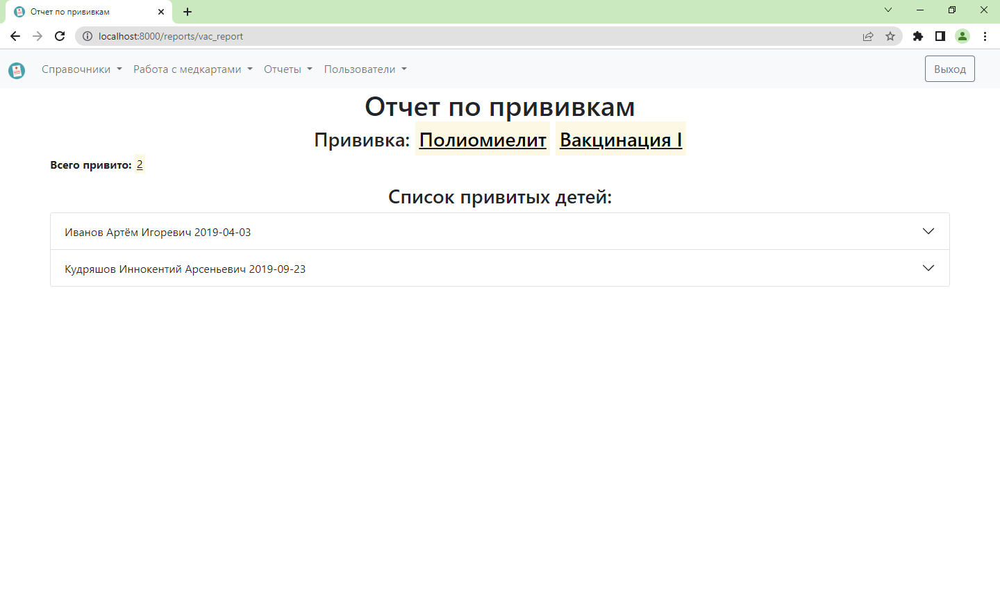 Отчет по прививкам
localhost:8000/reports/vac_report
Справочники Работа с медкартами Отчеты Пользователи Выход
Отчет по прививкам
Прививка: Полиомиелит Вакцинация I
Всего привито: 2
Список привитых детей:
Иванов Артём Игоревич 2019-04-03
Кудряшов Иннокентий Арсеньевич 2019-09-23